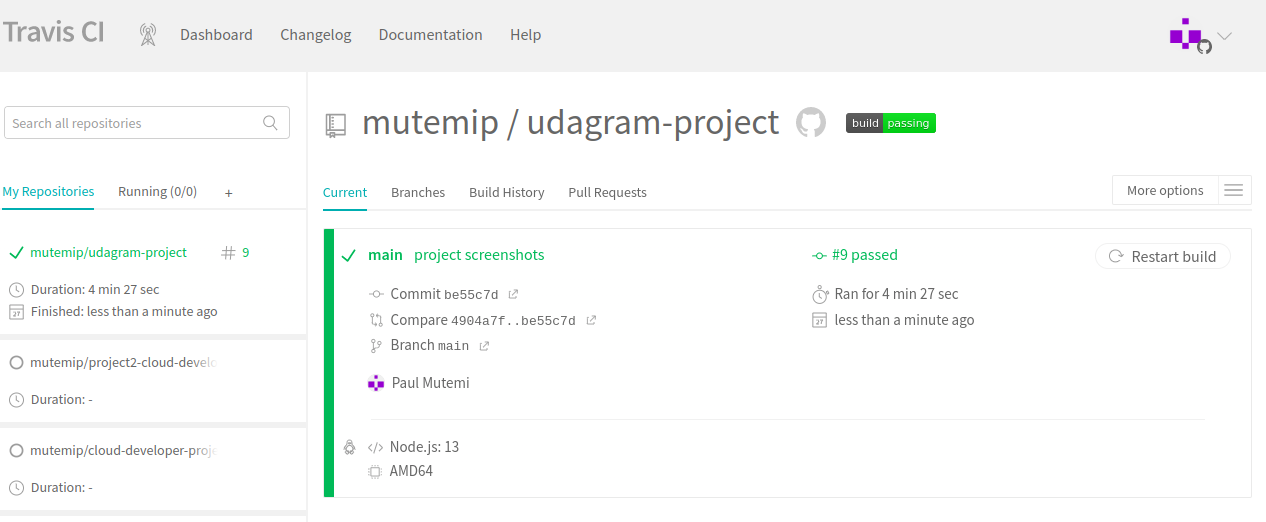 Travis CI
Dashboard Changelog Documentation Help
Search all repositories
My Repositories Running (0/0) +
mutemip/udagram-project # 9
Duration: 4 min 27 sec
27 Finished: less than a minute ago
mutemip/project2-cloud-develo
Duration: -
mutemip/cloud-developer-proje
Duration: -
mutemip / udagram-project build passing
Current Branches Build History Pull Requests More options
main project screenshots #9 passed Restart build
Commit be55c7d Ran for 4 min 27 sec
Compare 4904a7f..be55c7d 27 less than a minute ago
Branch main
Paul Mutemi
</> Node.js: 13
AMD64